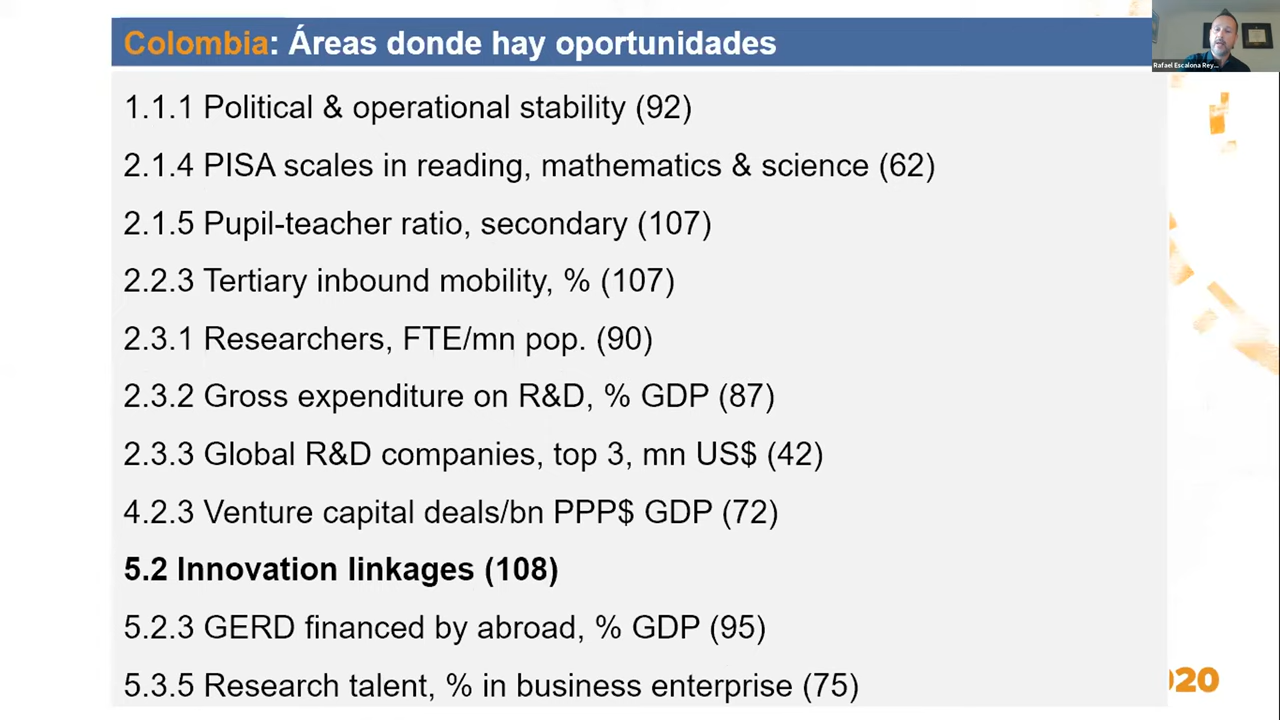 Colombia: Áreas donde hay oportunidades
Rafael Escalona Rey...
1.1.1 Political & operational stability (92)
2.1.4 PISA scales in reading, mathematics & science (62)
2.1.5 Pupil-teacher ratio, secondary (107)
2.2.3 Tertiary inbound mobility, % (107)
2.3.1 Researchers, FTE/mn pop. (90)
2.3.2 Gross expenditure on R&D, % GDP (87)
2.3.3 Global R&D companies, top 3, mn US$ (42)
4.2.3 Venture capital deals/bn PPP$ GDP (72)
5.2 Innovation linkages (108)
5.2.3 GERD financed by abroad, % GDP (95)
5.3.5 Research talent, % in business enterprise (75)
020